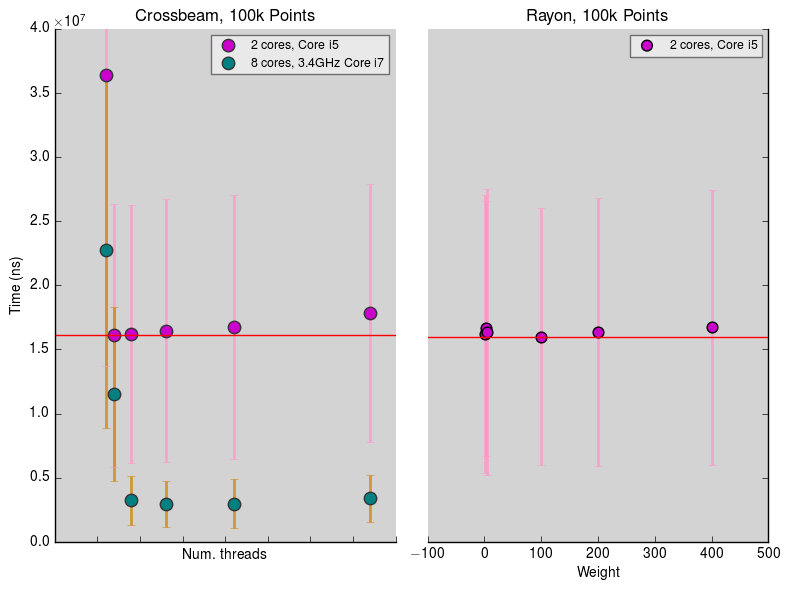 Crossbeam, 100k Points
Rayon, 100k Points
×10⁷
4.0
3.5
3.0
2.5
2.0
1.5
1.0
0.5
0.0
Time (ns)
2 cores, Core i5
8 cores, 3.4GHz Core i7
Num. threads
2 cores, Core i5
−100 0 100 200 300 400 500
Weight